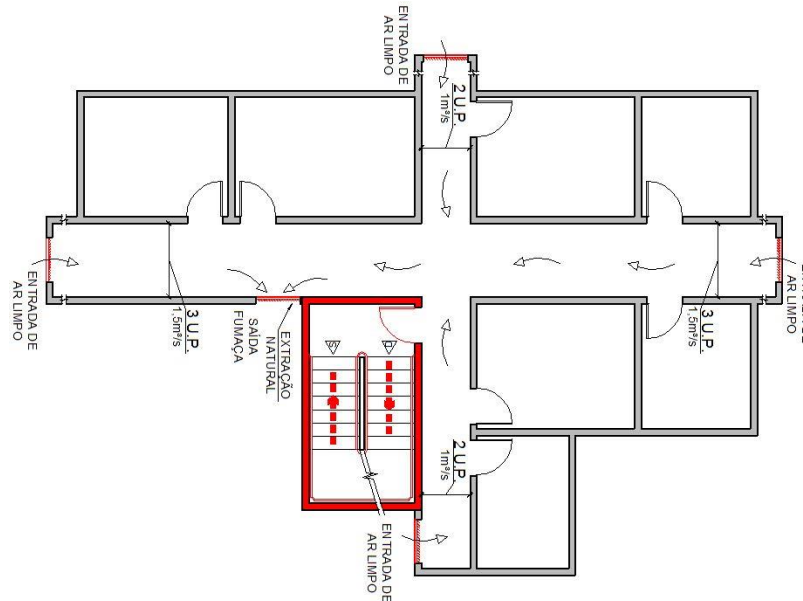 ENTRADA DE
AR LIMPO
2 U.P.
1m³/s
ENTRADA DE
AR LIMPO
3 U.P.
1,5m³/s
SAÍDA
FUMAÇA
EXTRAÇÃO
NATURAL
3 U.P.
1,5m³/s
AR LIMPO
2 U.P.
1m³/s
ENTRADA DE
AR LIMPO